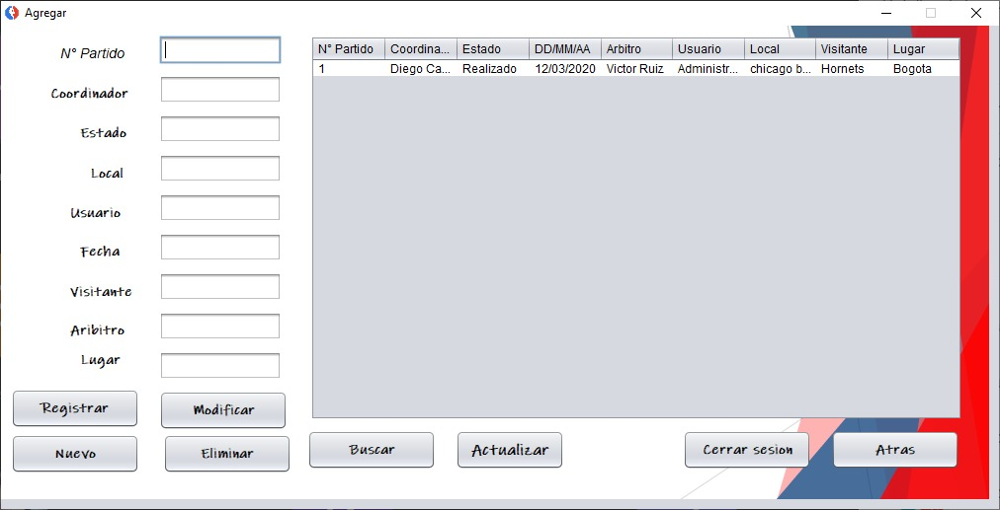 Agregar
N° Partido
Coordinador
Estado
Local
Usuario
Fecha
Visitante
Aribitro
Lugar
Registrar Modificar
Nuevo Eliminar
N° Partido Coordina... Estado DD/MM/AA Arbitro Usuario Local Visitante Lugar
1 Diego Ca... Realizado 12/03/2020 Victor Ruiz Administr... chicago b... Hornets Bogota
Buscar Actualizar Cerrar sesion Atras